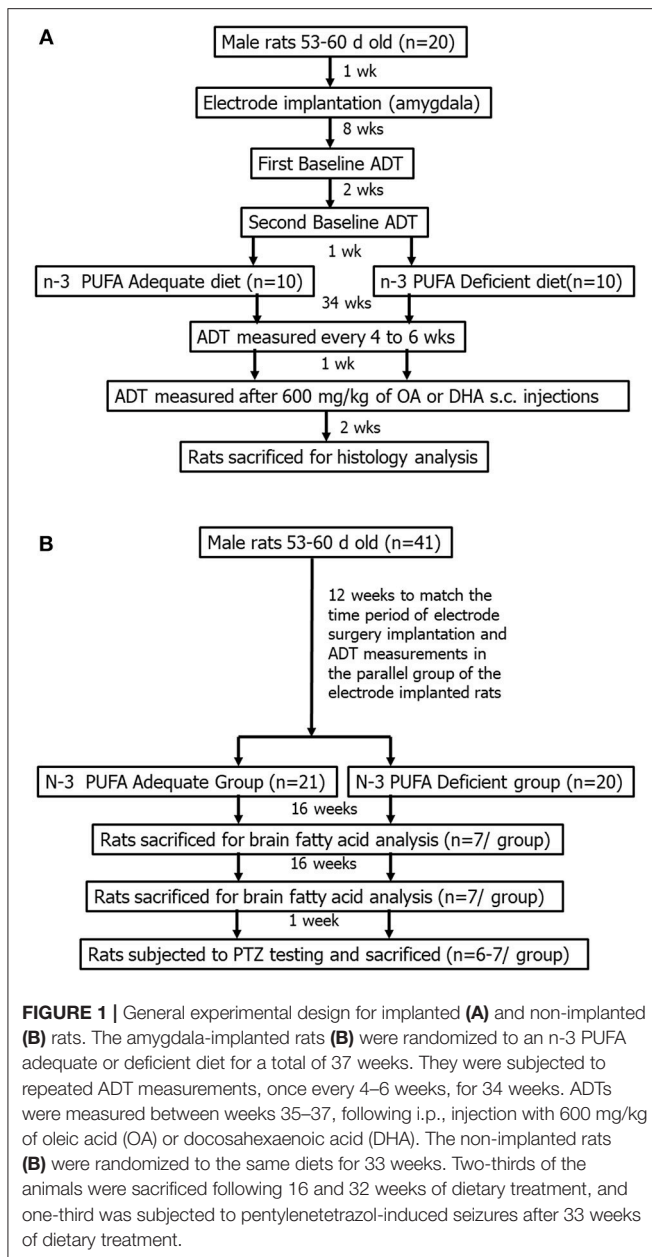 A
Male rats 53-60 d old (n=20)
1 wk
Electrode implantation (amygdala)
8 wks
First Baseline ADT
2 wks
Second Baseline ADT
1 wk
n-3 PUFA Adequate diet (n=10)
n-3 PUFA Deficient diet(n=10)
34 wks
ADT measured every 4 to 6 wks
1 wk
ADT measured after 600 mg/kg of OA or DHA s.c. injections
2 wks
Rats sacrificed for histology analysis
B
Male rats 53-60 d old (n=41)
12 weeks to match the
time period of electrode
surgery implantation and
ADT measurements in
the parallel group of the
electrode implanted rats
N-3 PUFA Adequate Group (n=21)
N-3 PUFA Deficient group (n=20)
16 weeks
Rats sacrificed for brain fatty acid analysis (n=7/ group)
16 weeks
Rats sacrificed for brain fatty acid analysis (n=7/ group)
1 week
Rats subjected to PTZ testing and sacrificed (n=6-7/ group)
FIGURE 1 | General experimental design for implanted (A) and non-implanted
(B) rats. The amygdala-implanted rats (B) were randomized to an n-3 PUFA
adequate or deficient diet for a total of 37 weeks. They were subjected to
repeated ADT measurements, once every 4–6 weeks, for 34 weeks. ADTs
were measured between weeks 35–37, following i.p., injection with 600 mg/kg
of oleic acid (OA) or docosahexaenoic acid (DHA). The non-implanted rats
(B) were randomized to the same diets for 33 weeks. Two-thirds of the
animals were sacrificed following 16 and 32 weeks of dietary treatment, and
one-third was subjected to pentylenetetrazol-induced seizures after 33 weeks
of dietary treatment.